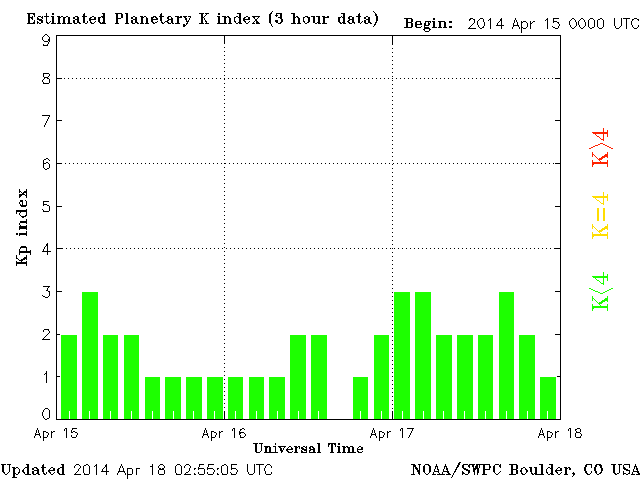 Estimated Planetary K index (3 hour data) Begin: 2014 Apr 15 0000 UTC
9
8
7
6
5
4
3
2
1
0
Kp index
K>4
K=4
K<4
Apr 15 Apr 16 Apr 17 Apr 18
Universal Time
Updated 2014 Apr 18 02:55:05 UTC NOAA/SWPC Boulder, CO USA